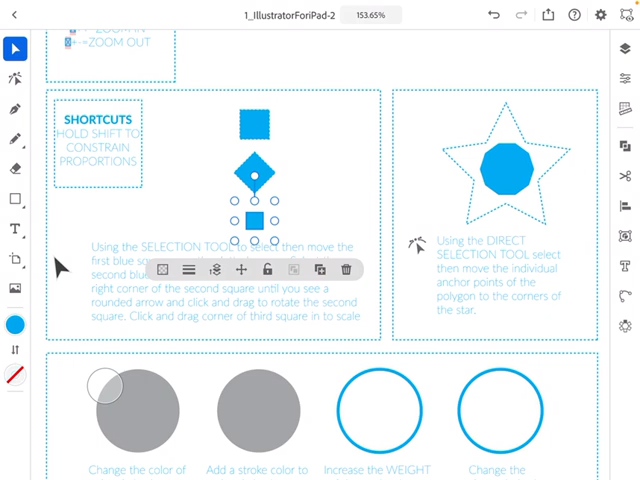 1_IllustratorForiPad-2
153.65%
ZOOM OUT
SHORTCUTS
HOLD SHIFT TO
CONSTRAIN
PROPORTIONS
Using the SELECTION TOOL to select then move the
first blue
second blue
right corner of the second square until you see a
rounded arrow and click and drag to rotate the second
square. Click and drag corner of third square in to scale
Using the DIRECT
SELECTION TOOL select
then move the individual
anchor points of the
polygon to the corners of
the star.
Change the color of
Add a stroke color to
Increase the WEIGHT
Change the